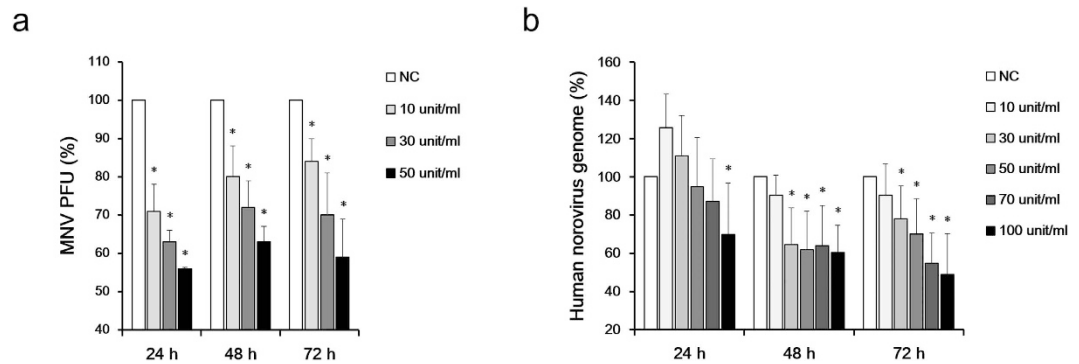 a
MNV PFU (%)
110
100
90
80
70
60
50
40
* * *
* * *
* * *
24 h 48 h 72 h
NC
10 unit/ml
30 unit/ml
50 unit/ml
b
Human norovirus genome (%)
160
140
120
100
80
60
40
20
*
* * * *
* * * *
24 h 48 h 72 h
NC
10 unit/ml
30 unit/ml
50 unit/ml
70 unit/ml
100 unit/ml